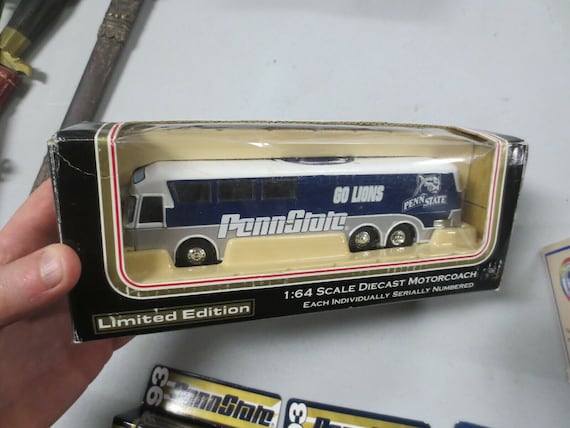 GO LIONS
PENN STATE
PennState
1:64 Scale Diecast Motorcoach
Each Individually Serially Numbered
Limited Edition
93
PennState
93
PennState